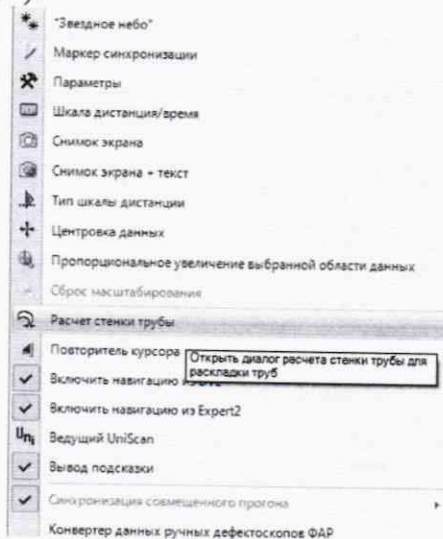 "Звездное небо"
Маркер синхронизации
Параметры
Шкала дистанция/время
Снимок экрана
Снимок экрана + текст
Тип шкалы дистанции
Центровка данных
Пропорциональное увеличение выбранной области данных
Сброс масштабирования
Расчет стенки трубы
Повторитель курсора
Открыть диалог расчета стенки трубы для
раскладки труб
Включить навигацию из
Включить навигацию из Expert2
Uni Ведущий UniScan
Вывод подсказки
Синхронизация совмещенного прогона
Конвертер данных ручных дефектоскопов ФАР